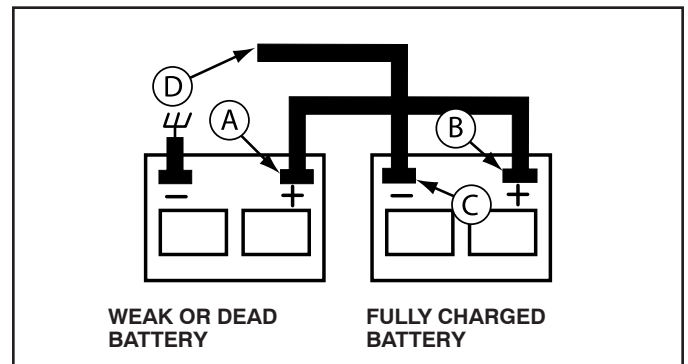 D
A
B
− + − +
C
WEAK OR DEAD
BATTERY
FULLY CHARGED
BATTERY